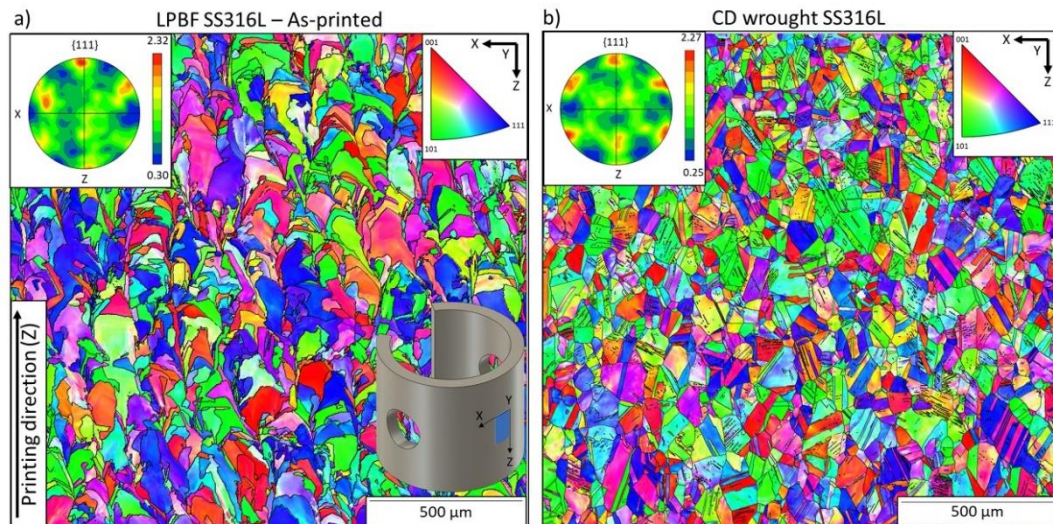 a)
LPBF SS316L – As-printed
{111}
2.32
X
Z
0.30
X
Y
Z
001
111
101
Printing direction (Z)
Y
X
Z
500 µm
b)
CD wrought SS316L
{111}
2.27
X
Z
0.25
X
Y
Z
001
111
101
500 µm